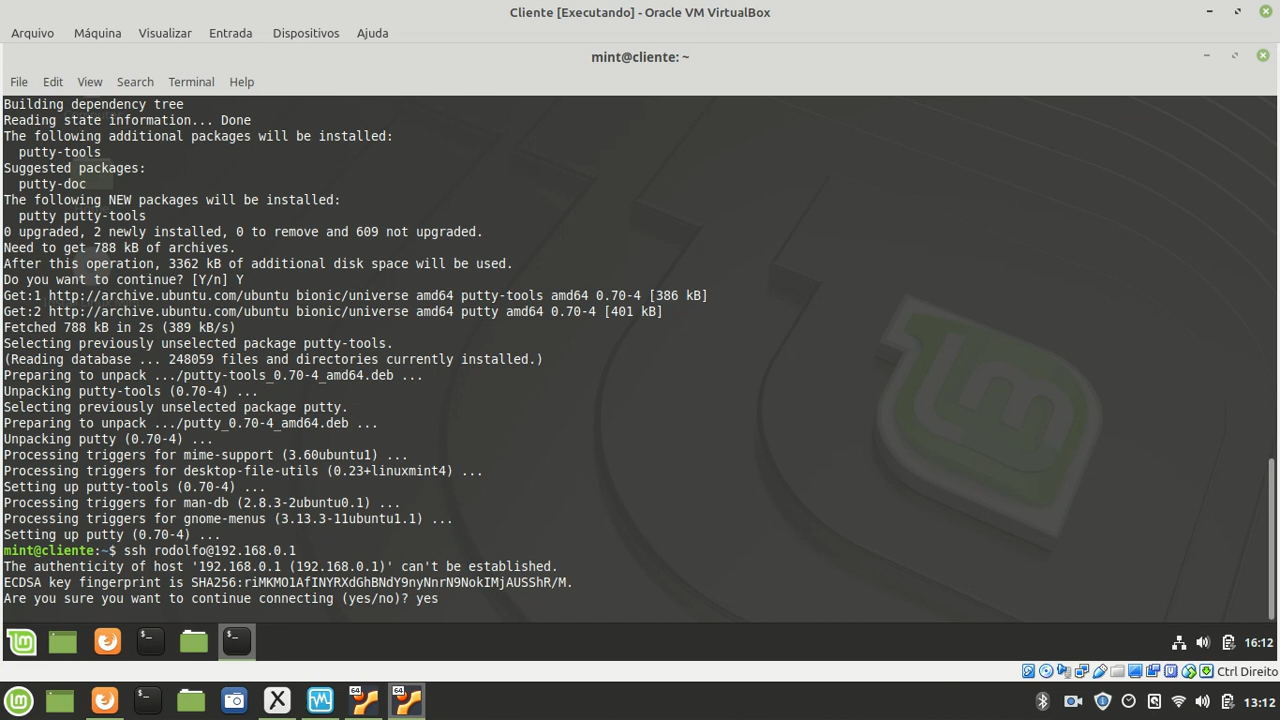 Cliente [Executando] - Oracle VM VirtualBox
Arquivo Máquina Visualizar Entrada Dispositivos Ajuda
mint@cliente: ~
File Edit View Search Terminal Help
Building dependency tree
Reading state information... Done
The following additional packages will be installed:
putty-tools
Suggested packages:
putty-doc
The following NEW packages will be installed:
putty putty-tools
0 upgraded, 2 newly installed, 0 to remove and 609 not upgraded.
Need to get 788 kB of archives.
After this operation, 3362 kB of additional disk space will be used.
Do you want to continue? [Y/n] Y
Get:1 http://archive.ubuntu.com/ubuntu bionic/universe amd64 putty-tools amd64 0.70-4 [386 kB]
Get:2 http://archive.ubuntu.com/ubuntu bionic/universe amd64 putty amd64 0.70-4 [401 kB]
Fetched 788 kB in 2s (389 kB/s)
Selecting previously unselected package putty-tools.
(Reading database ... 248059 files and directories currently installed.)
Preparing to unpack .../putty-tools_0.70-4_amd64.deb ...
Unpacking putty-tools (0.70-4) ...
Selecting previously unselected package putty.
Preparing to unpack .../putty_0.70-4_amd64.deb ...
Unpacking putty (0.70-4) ...
Processing triggers for mime-support (3.60ubuntu1) ...
Processing triggers for desktop-file-utils (0.23+linuxmint4) ...
Setting up putty-tools (0.70-4) ...
Processing triggers for man-db (2.8.3-2ubuntu0.1) ...
Processing triggers for gnome-menus (3.13.3-11ubuntu1.1) ...
Setting up putty (0.70-4) ...
mint@cliente:~$ ssh rodolfo@192.168.0.1
The authenticity of host '192.168.0.1 (192.168.0.1)' can't be established.
ECDSA key fingerprint is SHA256:riMKMO1AfINYRXdGhBNdY9nyNnrN9NokIMjAUSShR/M.
Are you sure you want to continue connecting (yes/no)? yes
16:12
Ctrl Direito
64 64
13:12